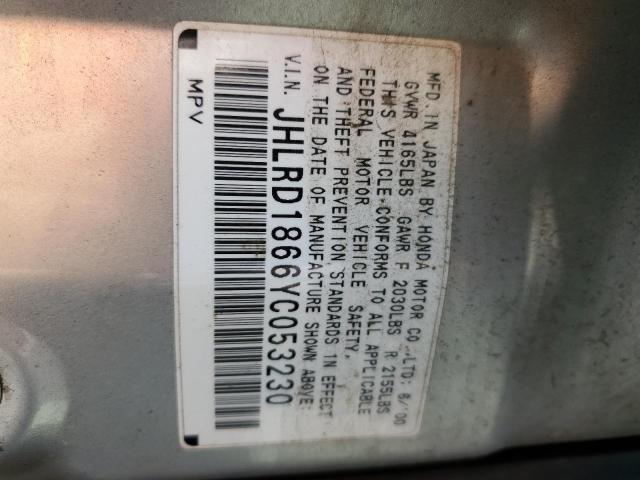 MFD. IN JAPAN BY HONDA MOTOR CO.,LTD; 6/'00
GVWR 4165LBS GAWR F 2030LBS R 2155LBS
THIS VEHICLE CONFORMS TO ALL APPLICABLE
FEDERAL MOTOR VEHICLE SAFETY,
AND THEFT PREVENTION STANDARDS IN EFFECT
ON THE DATE OF MANUFACTURE SHOWN ABOVE:
V.I.N. JHLRD1866YC053230
MPV